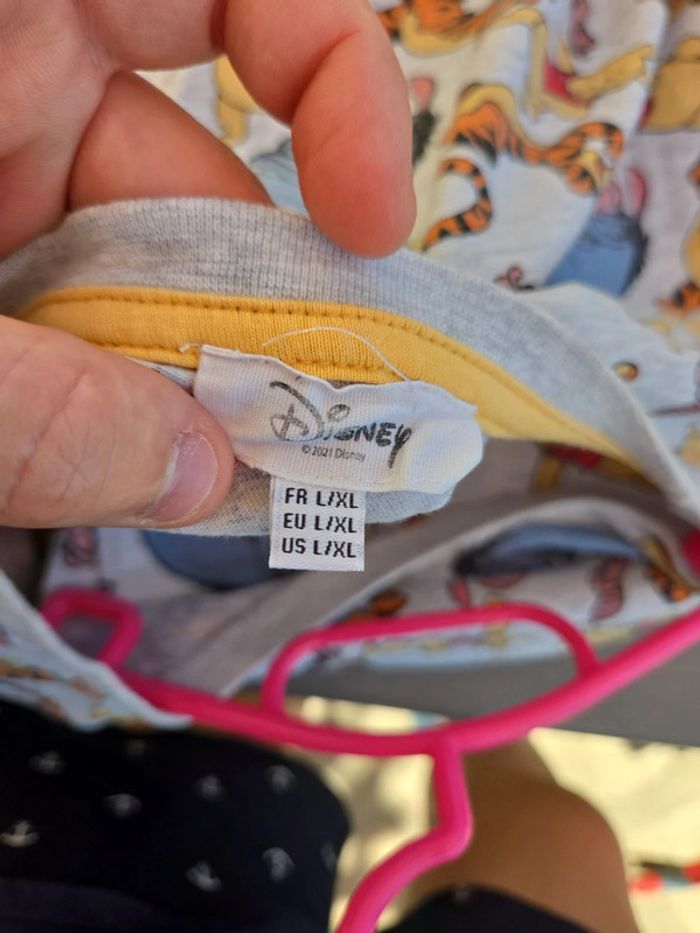 Disney
© 2021 Disney
FR L/XL
EU L/XL
US L/XL